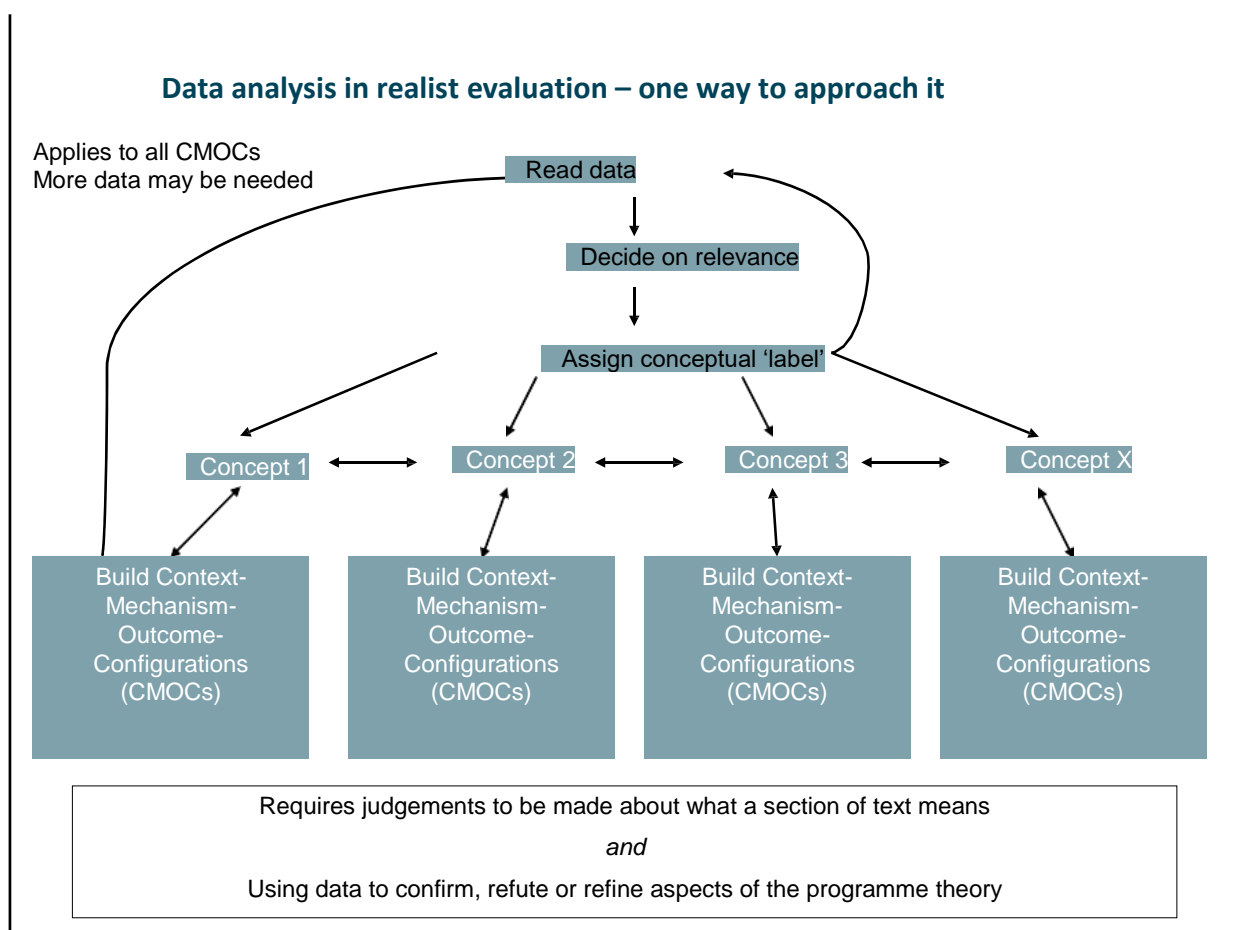 Data analysis in realist evaluation – one way to approach it
Applies to all CMOCs
More data may be needed
Read data
Decide on relevance
Assign conceptual ‘label’
Concept 1
Concept 2
Concept 3
Concept X
Build Context-
Mechanism-
Outcome-
Configurations
(CMOCs)
Build Context-
Mechanism-
Outcome-
Configurations
(CMOCs)
Build Context-
Mechanism-
Outcome-
Configurations
(CMOCs)
Build Context-
Mechanism-
Outcome-
Configurations
(CMOCs)
Requires judgements to be made about what a section of text means
and
Using data to confirm, refute or refine aspects of the programme theory